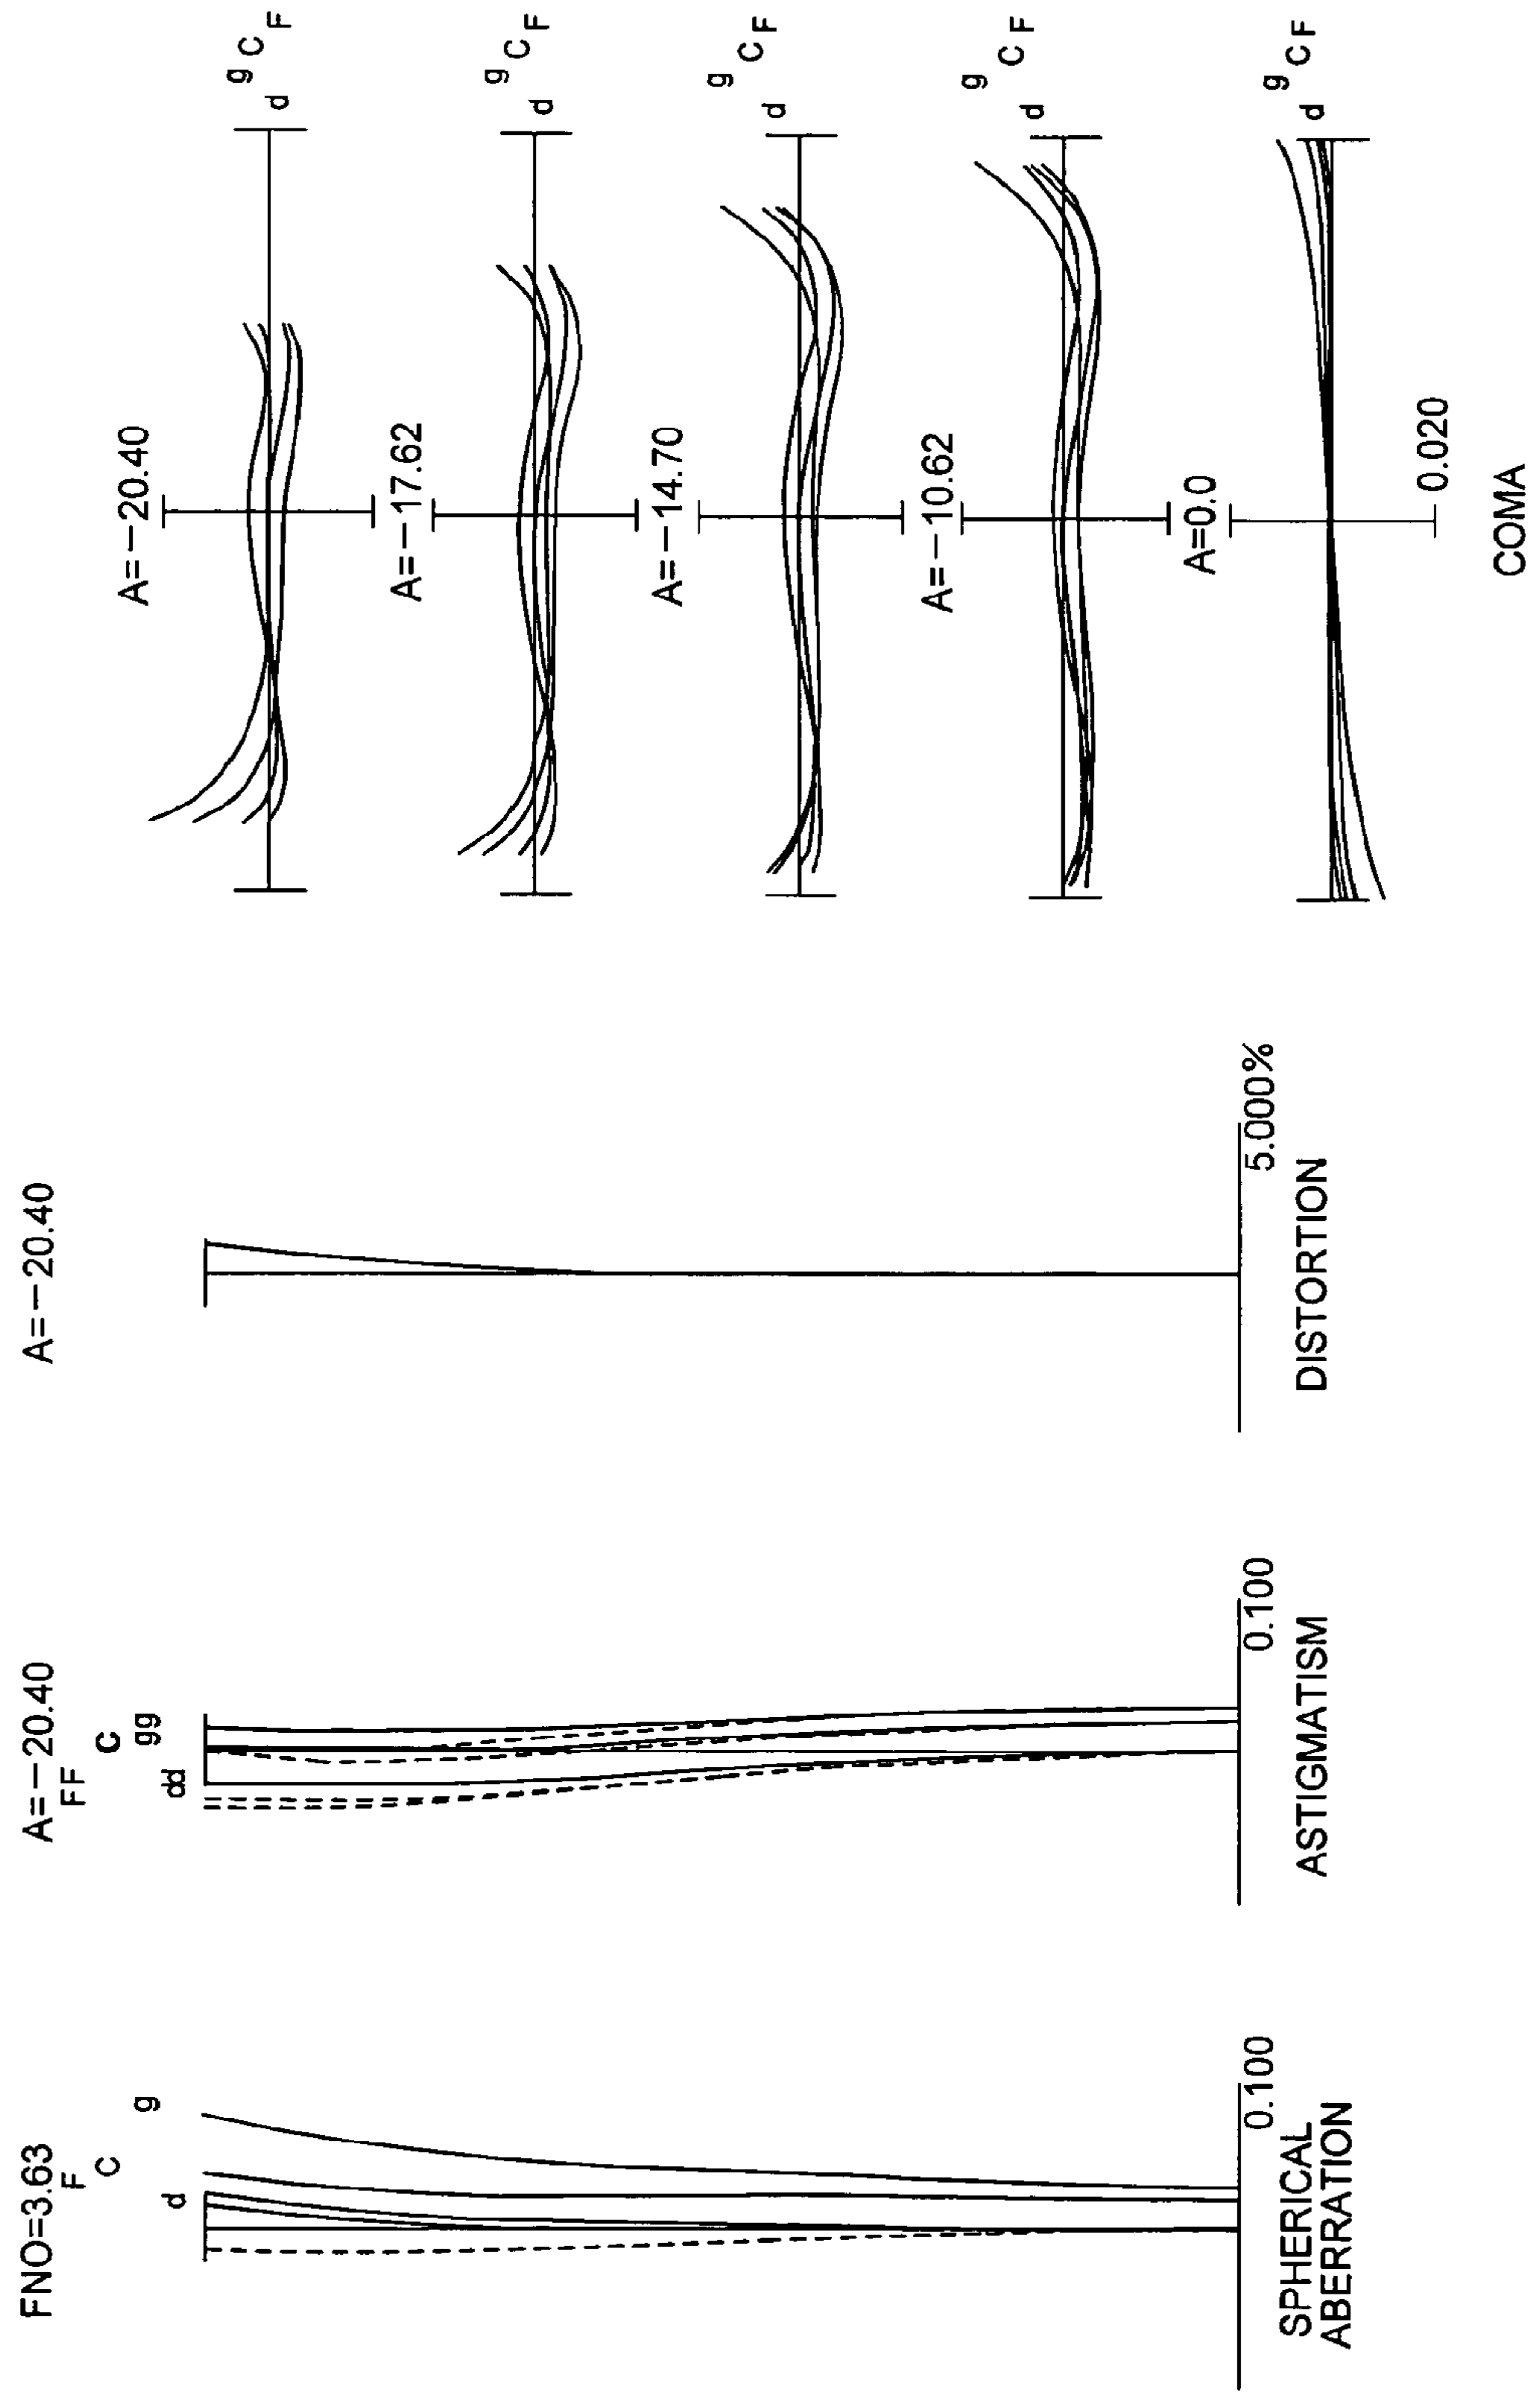 FNO=3.63
F
C
g
d
0.100
SPHERICAL
ABERRATION
A=−20.40
FF
C
gg
dd
0.100
ASTIGMATISM
A=−20.40
5.000%
DISTORTION
A=−20.40
g
C
F
d
A=−17.62
g
C
F
d
A=−14.70
g
C
F
d
A=−10.62
g
C
F
d
A=0.0
g
C
F
d
0.020
COMA